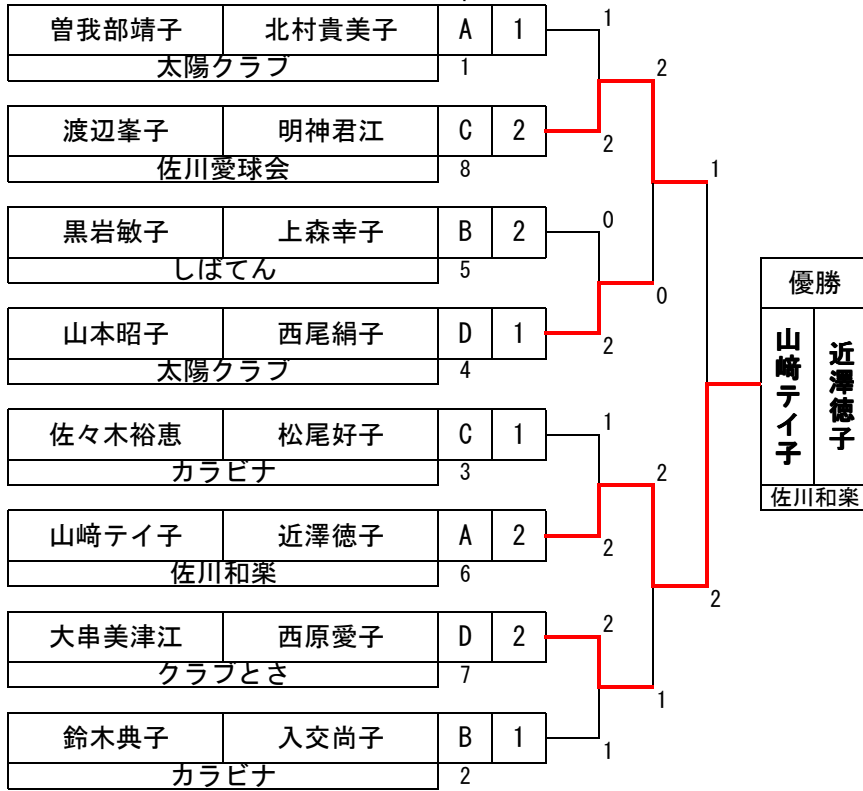 曽我部靖子 北村貴美子 A 1
太陽クラブ 1
渡辺峯子 明神君江 C 2
佐川愛球会 8
黒岩敏子 上森幸子 B 2
しばてん 5
山本昭子 西尾絹子 D 1
太陽クラブ 4
佐々木裕恵 松尾好子 C 1
カラビナ 3
山﨑テイ子 近澤徳子 A 2
佐川和楽 6
大串美津江 西原愛子 D 2
クラブとさ 7
鈴木典子 入交尚子 B 1
カラビナ 2
1
2
0
2
1
2
2
1
2
0
2
1
1
2
優勝
山﨑テイ子
近澤徳子
佐川和楽